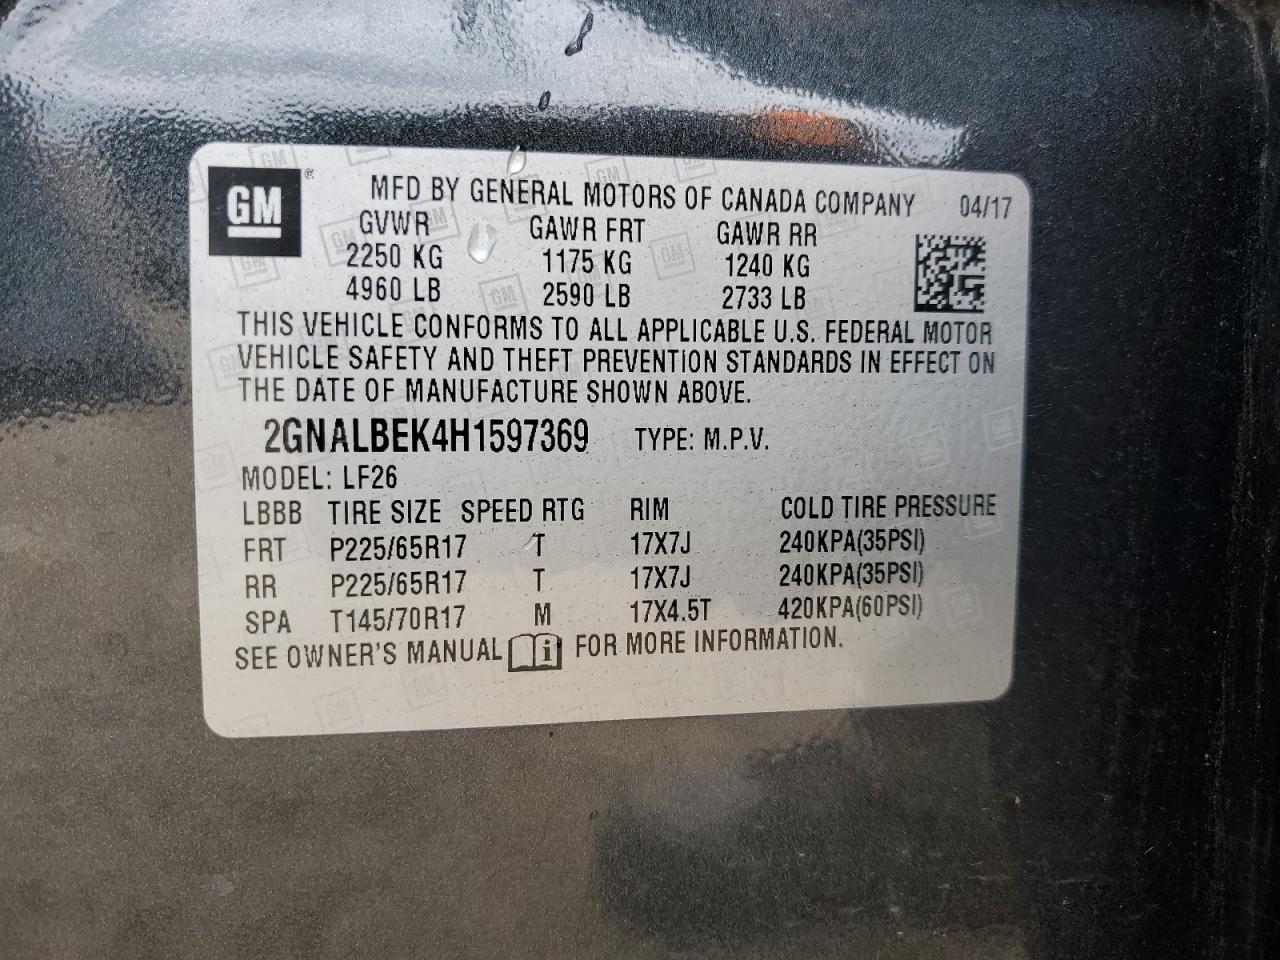 GM ® MFD BY GENERAL MOTORS OF CANADA COMPANY 04/17
GVWR GAWR FRT GAWR RR
2250 KG 1175 KG 1240 KG
4960 LB 2590 LB 2733 LB
THIS VEHICLE CONFORMS TO ALL APPLICABLE U.S. FEDERAL MOTOR
VEHICLE SAFETY AND THEFT PREVENTION STANDARDS IN EFFECT ON
THE DATE OF MANUFACTURE SHOWN ABOVE.
2GNALBEK4H1597369 TYPE: M.P.V.
MODEL: LF26
LBBB TIRE SIZE SPEED RTG RIM COLD TIRE PRESSURE
FRT P225/65R17 T 17X7J 240KPA(35PSI)
RR P225/65R17 T 17X7J 240KPA(35PSI)
SPA T145/70R17 M 17X4.5T 420KPA(60PSI)
SEE OWNER'S MANUAL i FOR MORE INFORMATION.